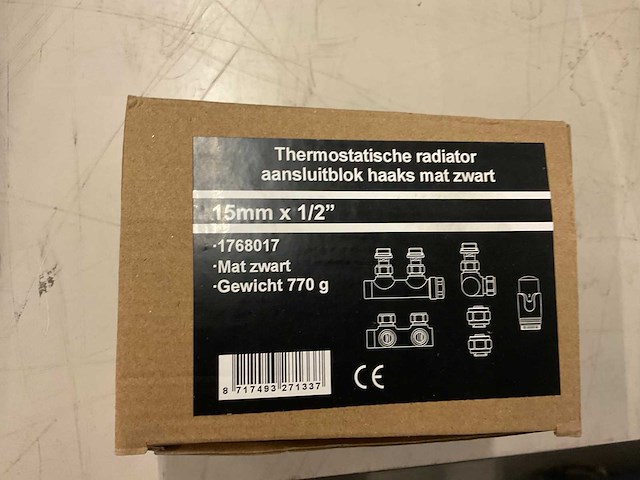 Thermostatische radiator
aansluitblok haaks mat zwart
15mm x 1/2”
·1768017
·Mat zwart
·Gewicht 770 g
8 717493 271337
CE